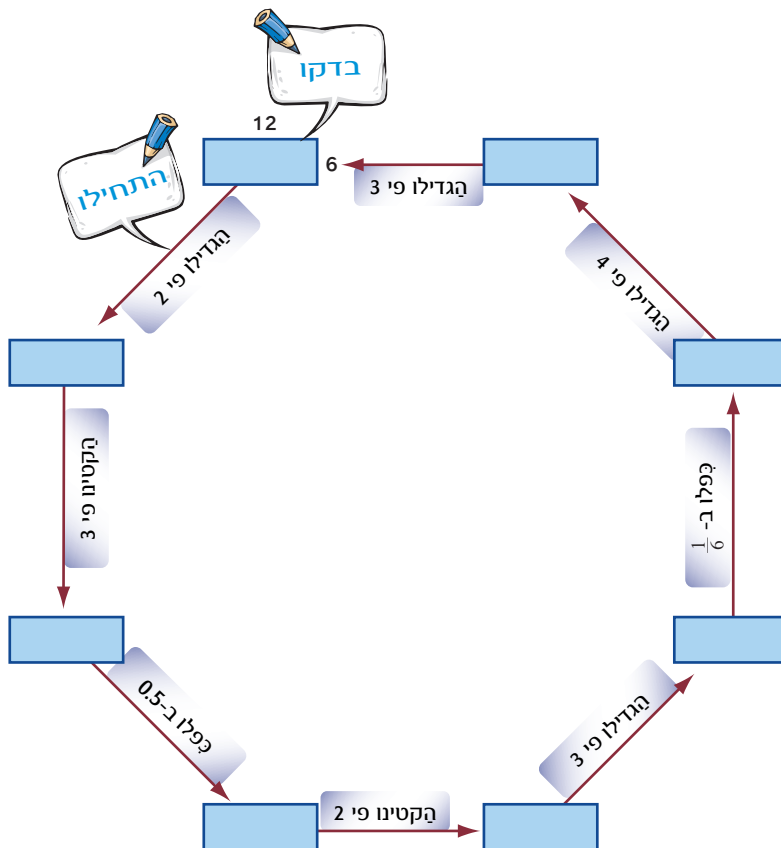 בדקו
התחילו
12
6
הַגדילו פי 2
הַקטינו פי 3
כִּפלו ב-0.5
הַקטינו פי 2
הַגדילו פי 3
כִּפלו ב- 1/6
הַגדילו פי 4
הַגדילו פי 3